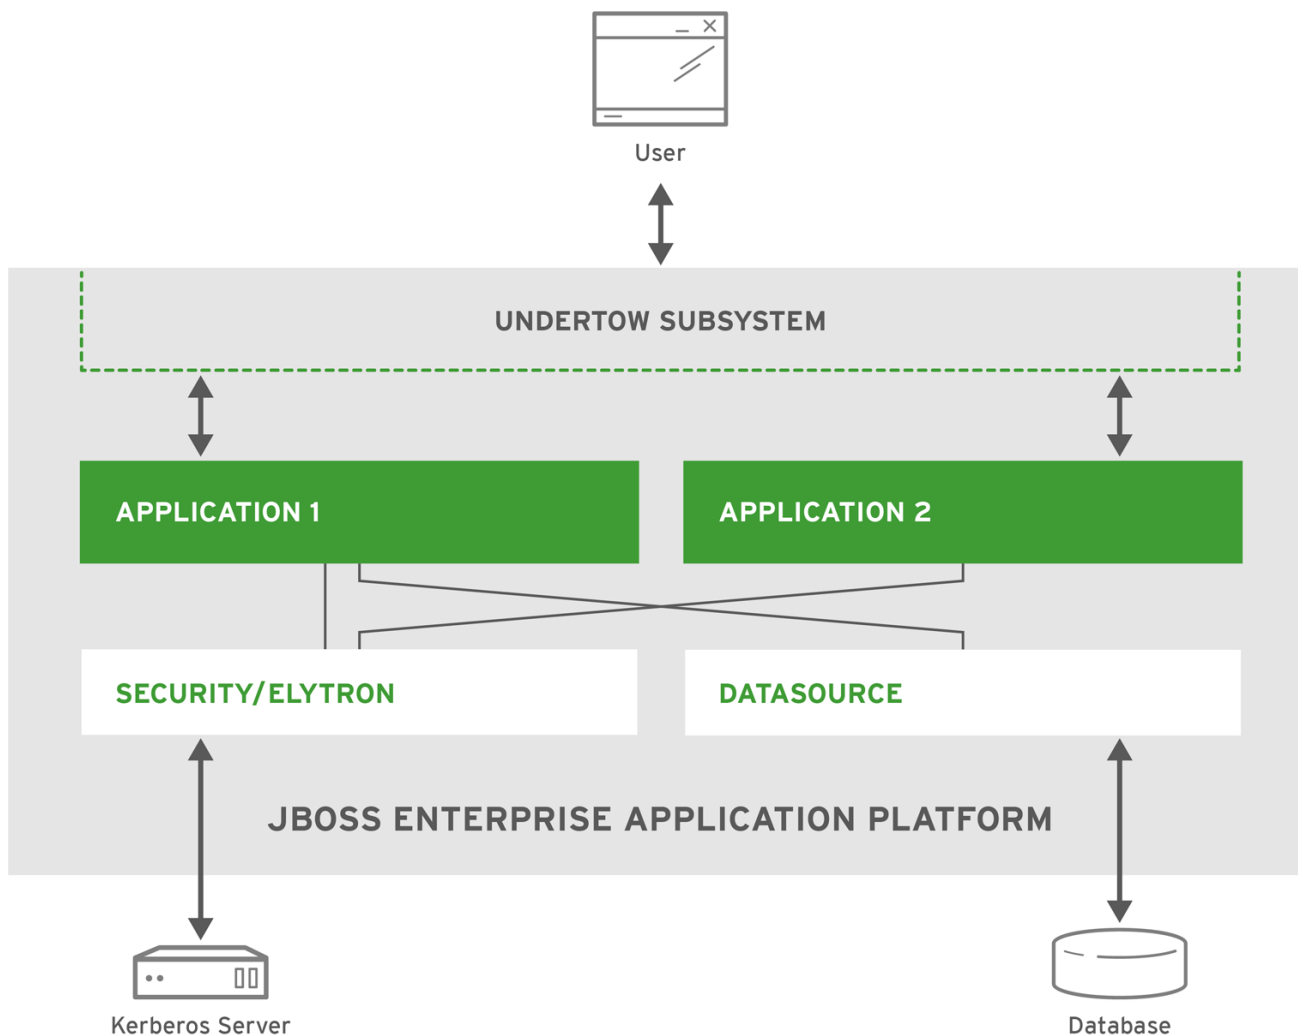 User
UNDERTOW SUBSYSTEM
APPLICATION 1
APPLICATION 2
SECURITY/ELYTRON
DATASOURCE
JBOSS ENTERPRISE APPLICATION PLATFORM
Kerberos Server
Database